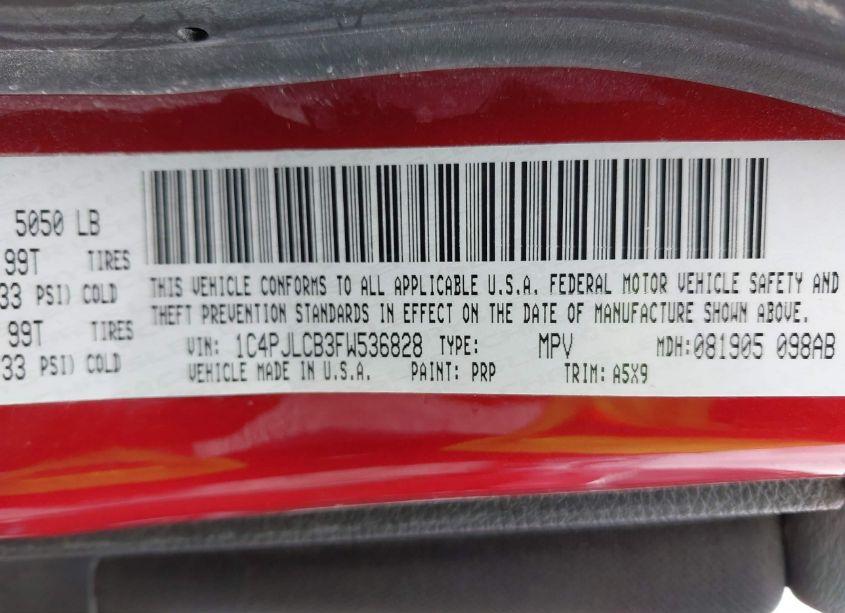 5050 LB
99T TIRES
33 PSI) COLD
99T TIRES
33 PSI) COLD
THIS VEHICLE CONFORMS TO ALL APPLICABLE U.S.A. FEDERAL MOTOR VEHICLE SAFETY AND
THEFT PREVENTION STANDARDS IN EFFECT ON THE DATE OF MANUFACTURE SHOWN ABOVE.
VIN: 1C4PJLCB3FW536828 TYPE: MPV MDH:081905 098AB
VEHICLE MADE IN U.S.A. PAINT: PRP TRIM: A5X9